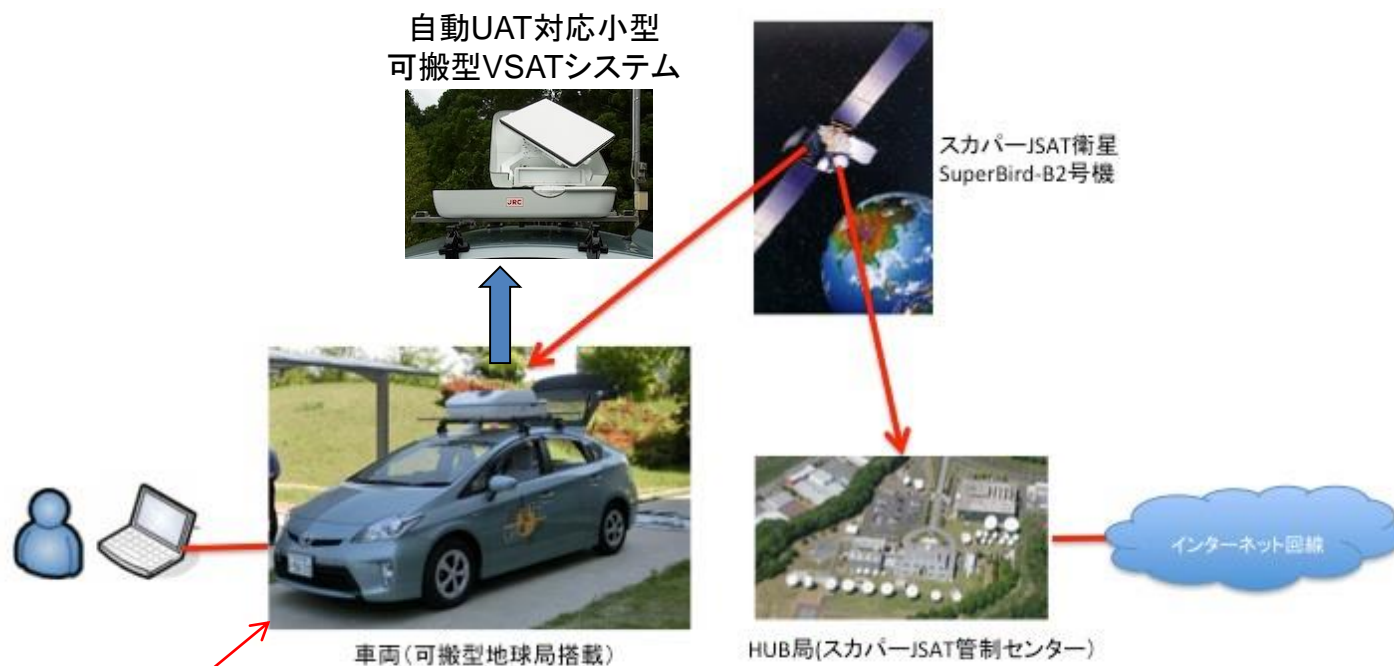 自動UAT対応小型
可搬型VSATシステム
JRC
スカパーJSAT衛星
SuperBird-B2号機
インターネット回線
車両(可搬型地球局搭載)
HUB局(スカパーJSAT管制センター)